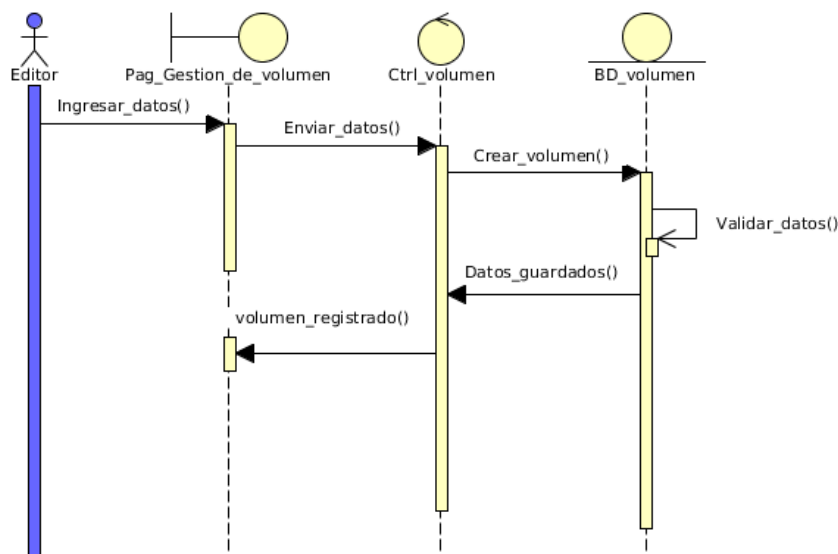 Editor
Pag_Gestion_de_volumen
Ctrl_volumen
BD_volumen
Ingresar_datos()
Enviar_datos()
Crear_volumen()
Validar_datos()
Datos_guardados()
volumen_registrado()